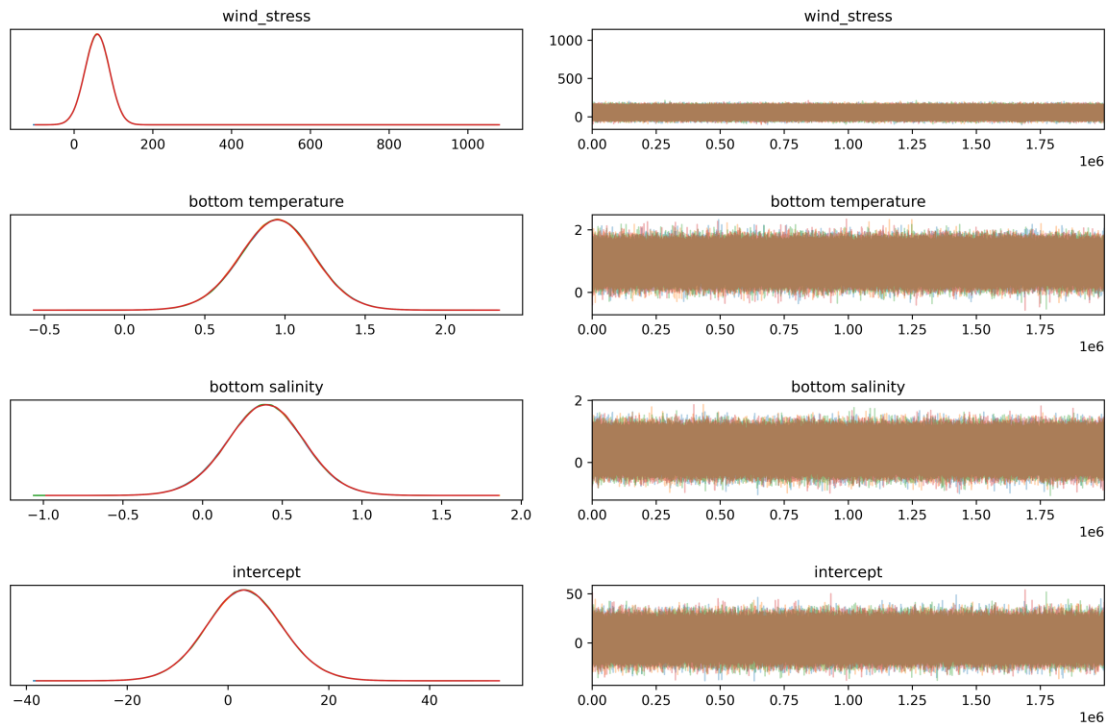 wind_stress wind_stress
1000
500
0
0 200 400 600 800 1000 0.00 0.25 0.50 0.75 1.00 1.25 1.50 1.75
1e6
bottom temperature bottom temperature
2
0
−0.5 0.0 0.5 1.0 1.5 2.0 0.00 0.25 0.50 0.75 1.00 1.25 1.50 1.75
1e6
bottom salinity bottom salinity
2
0
−1.0 −0.5 0.0 0.5 1.0 1.5 2.0 0.00 0.25 0.50 0.75 1.00 1.25 1.50 1.75
1e6
intercept intercept
50
0
−40 −20 0 20 40 0.00 0.25 0.50 0.75 1.00 1.25 1.50 1.75
1e6